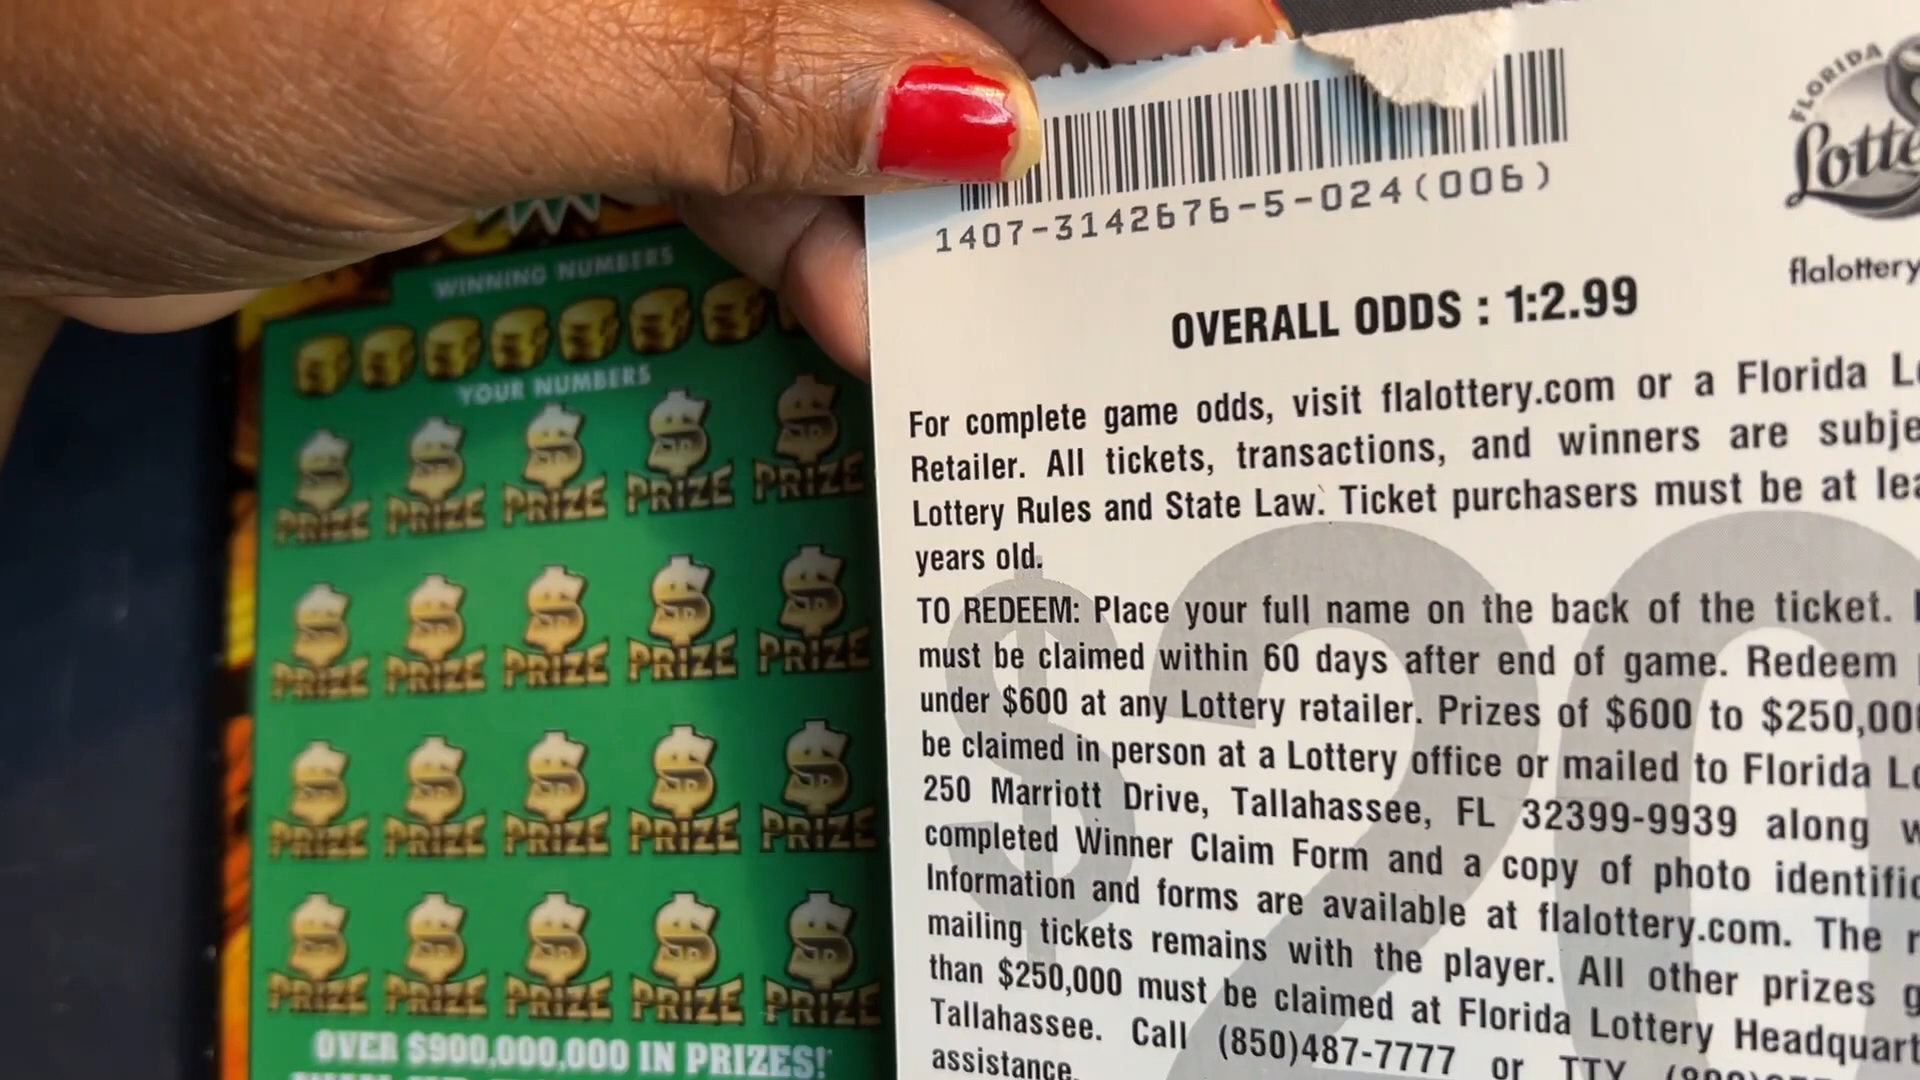 WINNING NUMBERS
YOUR NUMBERS
PRIZE PRIZE PRIZE PRIZE PRIZE
PRIZE PRIZE PRIZE PRIZE PRIZE
PRIZE PRIZE PRIZE PRIZE PRIZE
PRIZE PRIZE PRIZE PRIZE PRIZE
OVER $900,000,000 IN PRIZES!
1407-3142676-5-024(006)
FLORIDA
Lotte
flalottery
OVERALL ODDS : 1:2.99
For complete game odds, visit flalottery.com or a Florida
Retailer. All tickets, transactions, and winners are subje
Lottery Rules and State Law. Ticket purchasers must be at lea
years old.
$20
TO REDEEM: Place your full name on the back of the ticket.
must be claimed within 60 days after end of game. Redeem
under $600 at any Lottery retailer. Prizes of $600 to $250,00
be claimed in person at a Lottery office or mailed to Florida
250 Marriott Drive, Tallahassee, FL 32399-9939 along
completed Winner Claim Form and a copy of photo identific
Information and forms are available at flalottery.com. The
mailing tickets remains with the player. All other prizes
than $250,000 must be claimed at Florida Lottery Headquart
Tallahassee. Call (850)487-7777 or TTY
assistance.